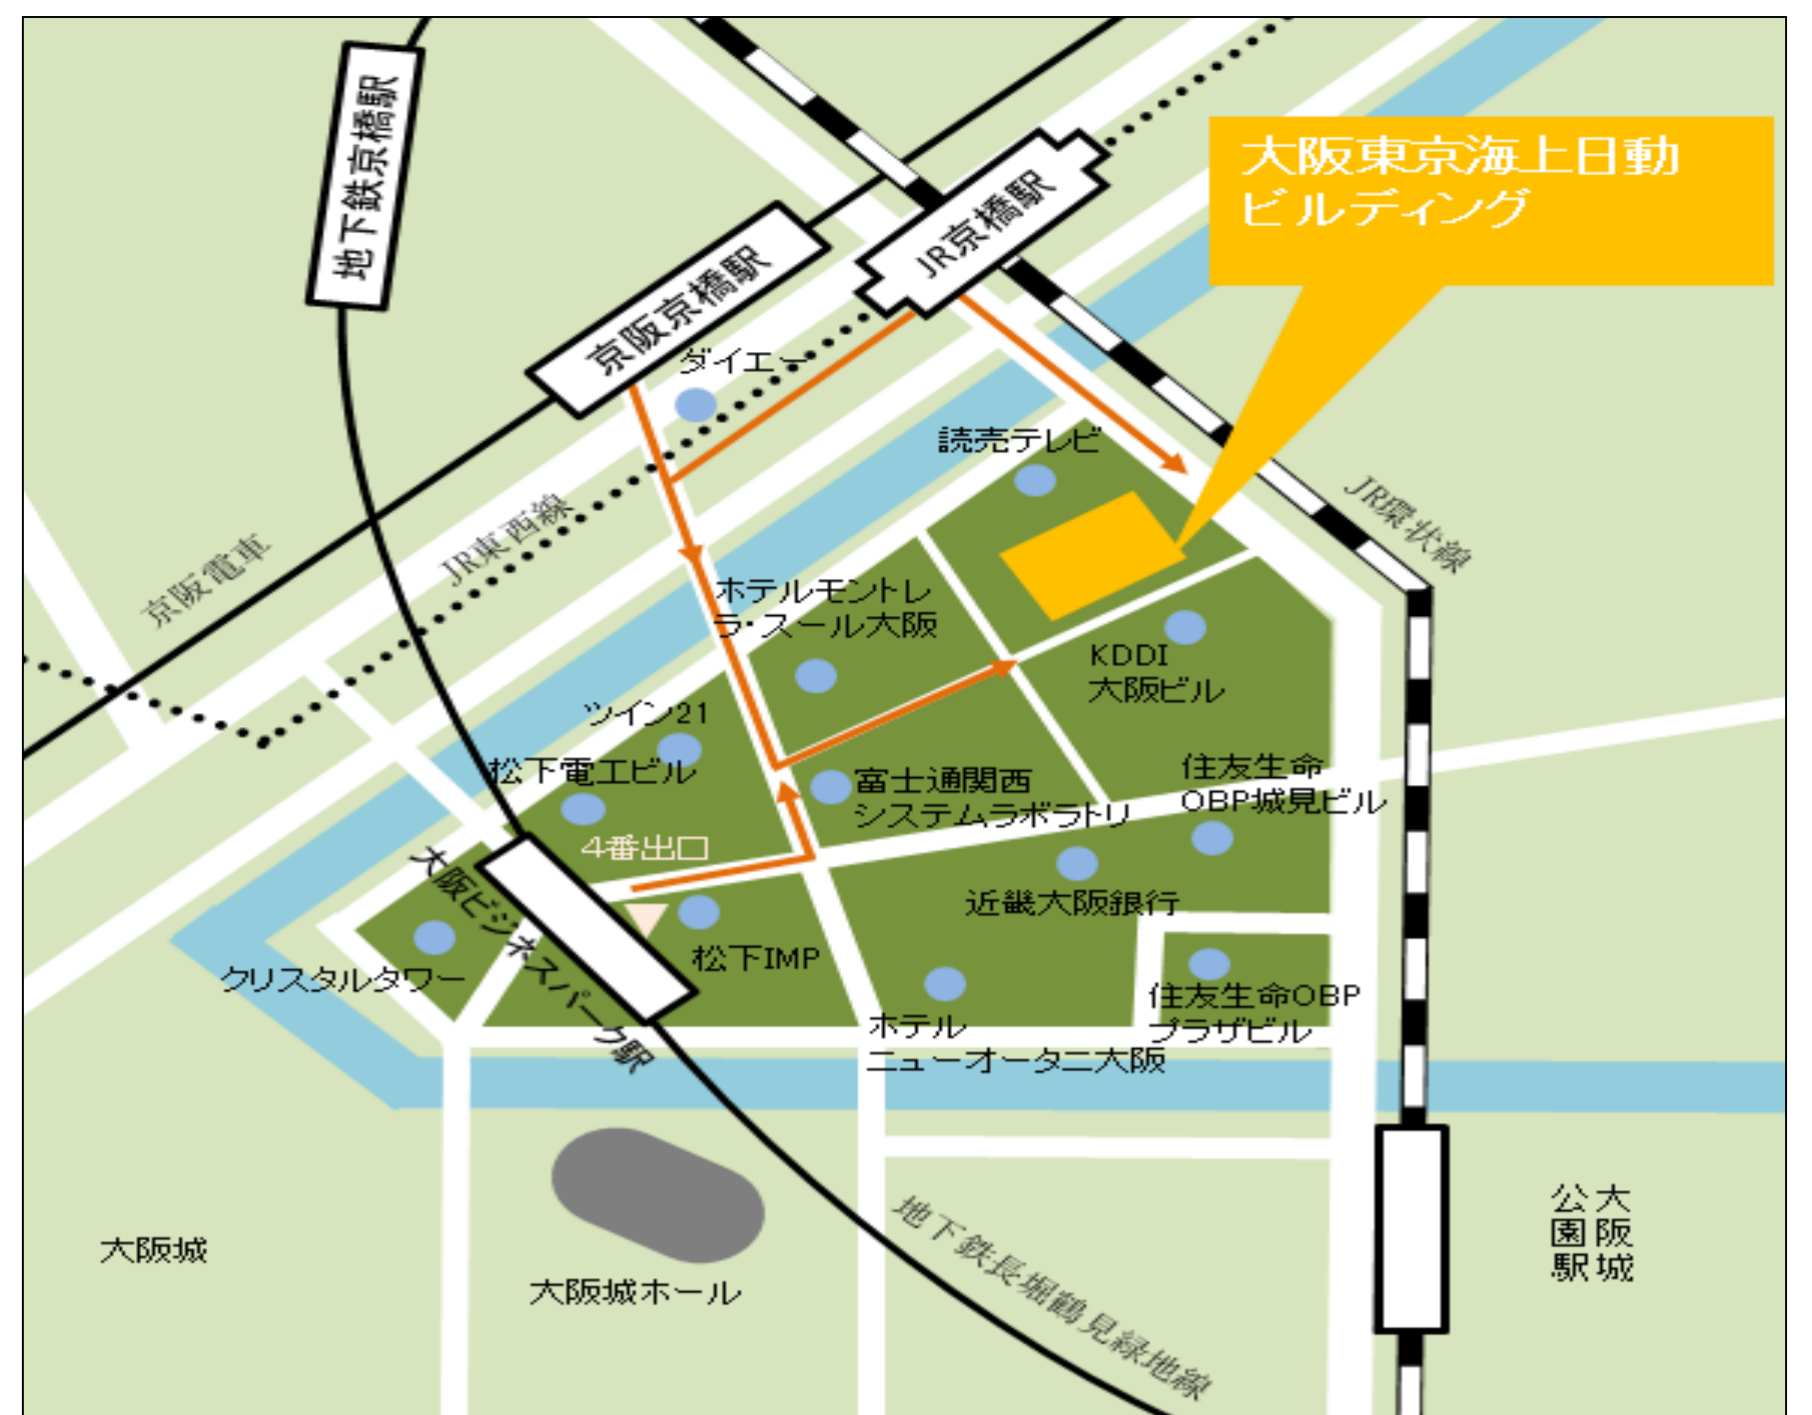 地下鉄京橋駅
京阪京橋駅
JR京橋駅
大阪東京海上日動
ビルディング
ダイエー
読売テレビ
JR環状線
京阪電車
JR東西線
ホテルモントレ
ラ・スール大阪
KDDI
大阪ビル
ツイン21
松下電工ビル
富士通関西
システムラボラトリ
住友生命
OBP城見ビル
4番出口
大阪ビジネスパーク駅
近畿大阪銀行
松下IMP
クリスタルタワー
住友生命OBP
プラザビル
ホテル
ニューオータニ大阪
大阪城
大阪城ホール
地下鉄長堀鶴見緑地線
大阪城
公園駅